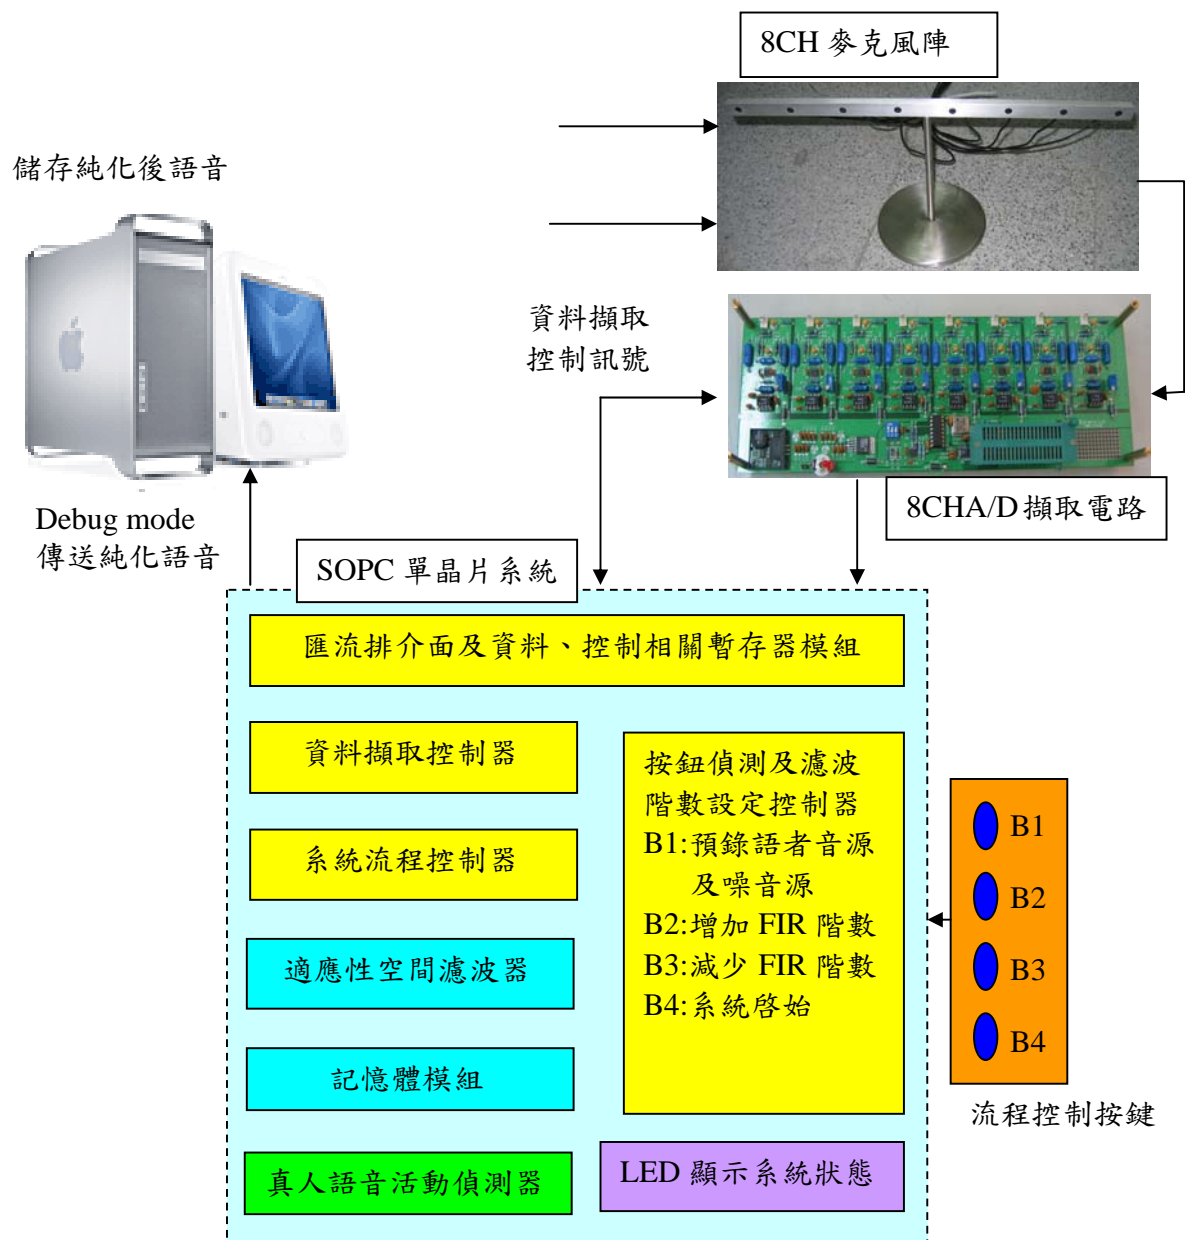 8CH 麥克風陣
儲存純化後語音
資料擷取
控制訊號
8CHA/D 擷取電路
Debug mode
傳送純化語音
SOPC 單晶片系統
匯流排介面及資料、控制相關暫存器模組
資料擷取控制器
系統流程控制器
適應性空間濾波器
記憶體模組
真人語音活動偵測器
按鈕偵測及濾波
階數設定控制器
B1:預錄語者音源
及噪音源
B2:增加 FIR 階數
B3:減少 FIR 階數
B4:系統啓始
LED 顯示系統狀態
B1
B2
B3
B4
流程控制按鍵